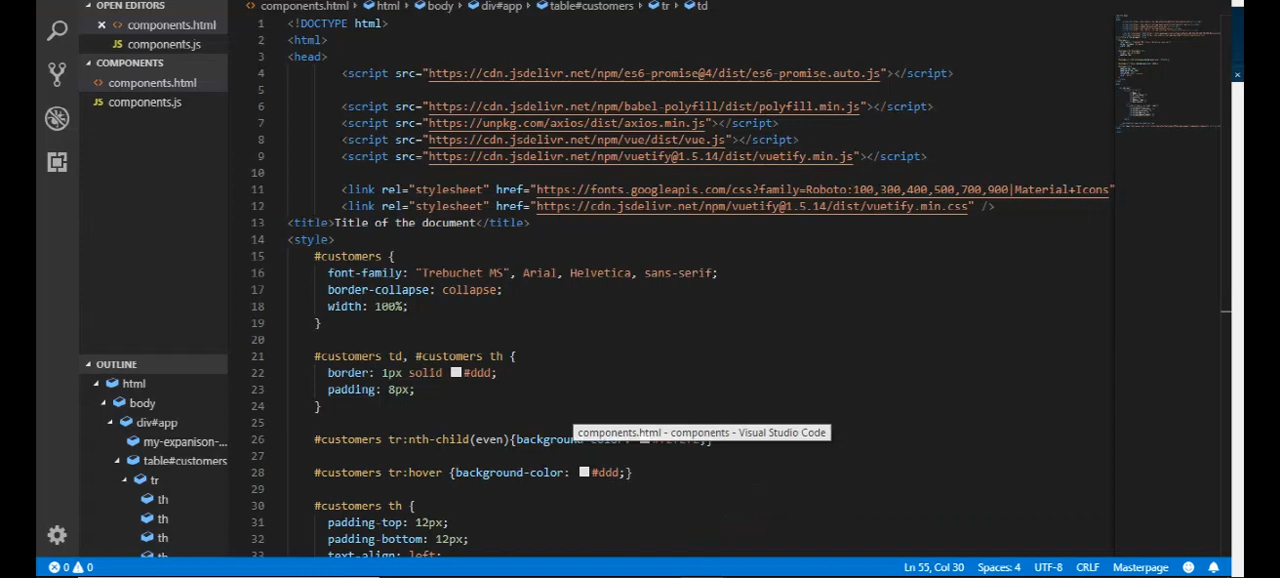 OPEN EDITORS
components.html
components.js
COMPONENTS
components.html
components.js
OUTLINE
html
body
div#app
my-expanison-...
table#customers
tr
th
th
th
th
components.html html body div#app table#customers tr td
1 <!DOCTYPE html>
2 <html>
3 <head>
4 <script src="https://cdn.jsdelivr.net/npm/es6-promise@4/dist/es6-promise.auto.js"></script>
5
6 <script src="https://cdn.jsdelivr.net/npm/babel-polyfill/dist/polyfill.min.js"></script>
7 <script src="https://unpkg.com/axios/dist/axios.min.js"></script>
8 <script src="https://cdn.jsdelivr.net/npm/vue/dist/vue.js"></script>
9 <script src="https://cdn.jsdelivr.net/npm/vuetify@1.5.14/dist/vuetify.min.js"></script>
10
11 <link rel="stylesheet" href="https://fonts.googleapis.com/css?family=Roboto:100,300,400,500,700,900|Material+Icons"
12 <link rel="stylesheet" href="https://cdn.jsdelivr.net/npm/vuetify@1.5.14/dist/vuetify.min.css" />
13 <title>Title of the document</title>
14 <style>
15 #customers {
16 font-family: "Trebuchet MS", Arial, Helvetica, sans-serif;
17 border-collapse: collapse;
18 width: 100%;
19 }
20
21 #customers td, #customers th {
22 border: 1px solid #ddd;
23 padding: 8px;
24 }
25
26 #customers tr:nth-child(even){background
components.html - components - Visual Studio Code
27
28 #customers tr:hover {background-color: #ddd;}
29
30 #customers th {
31 padding-top: 12px;
32 padding-bottom: 12px;
33 text-align: left;
0 0 Ln 55, Col 30 Spaces: 4 UTF-8 CRLF Masterpage